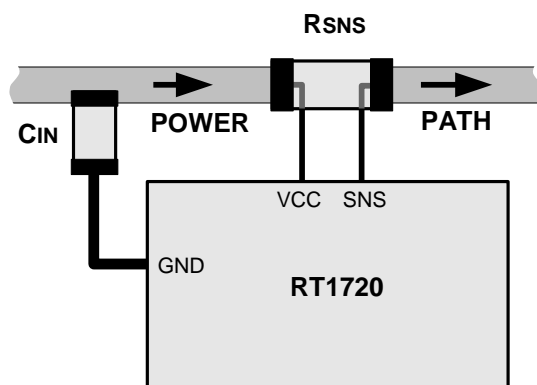 RSNS
POWER
PATH
CIN
VCC SNS
GND
RT1720